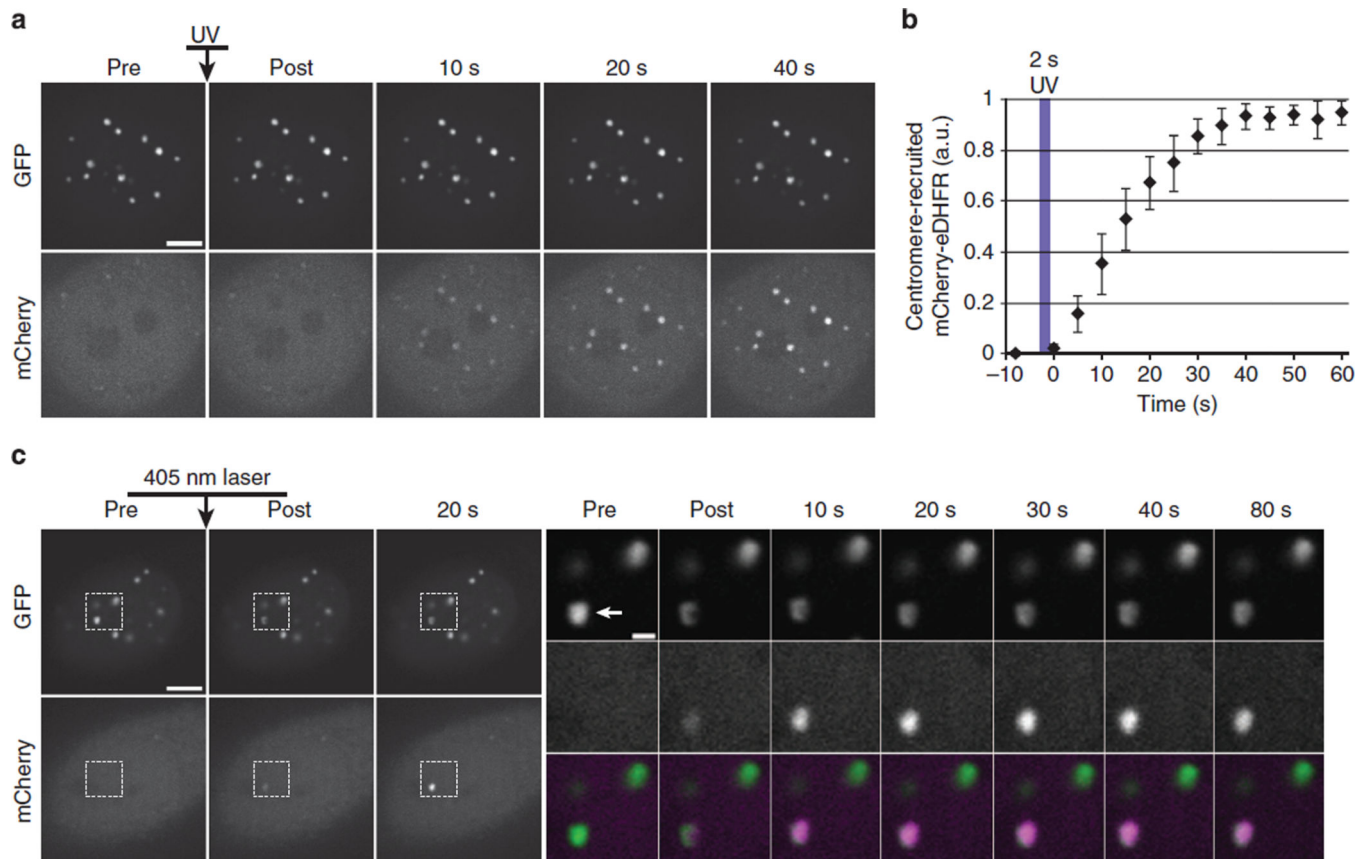 a
UV
Pre Post 10 s 20 s 40 s
GFP
mCherry
b
2 s
UV
Centromere-recruited
mCherry-eDHFR (a.u.)
1
0.8
0.6
0.4
0.2
0
–10 0 10 20 30 40 50 60
Time (s)
c
405 nm laser
Pre Post 20 s
GFP
mCherry
Pre Post 10 s 20 s 30 s 40 s 80 s